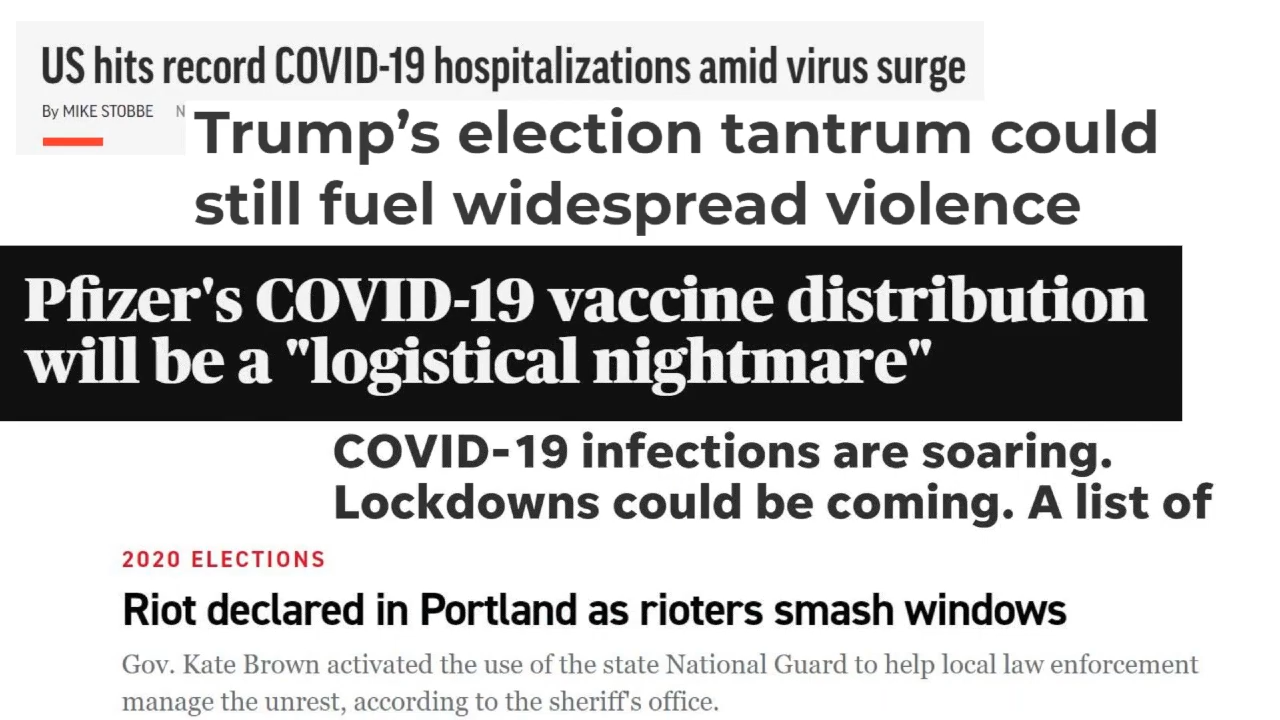 US hits record COVID-19 hospitalizations amid virus surge
By MIKE STOBBE N
Trump’s election tantrum could
still fuel widespread violence
Pfizer's COVID-19 vaccine distribution
will be a "logistical nightmare"
COVID-19 infections are soaring.
Lockdowns could be coming. A list of
2020 ELECTIONS
Riot declared in Portland as rioters smash windows
Gov. Kate Brown activated the use of the state National Guard to help local law enforcement
manage the unrest, according to the sheriff's office.